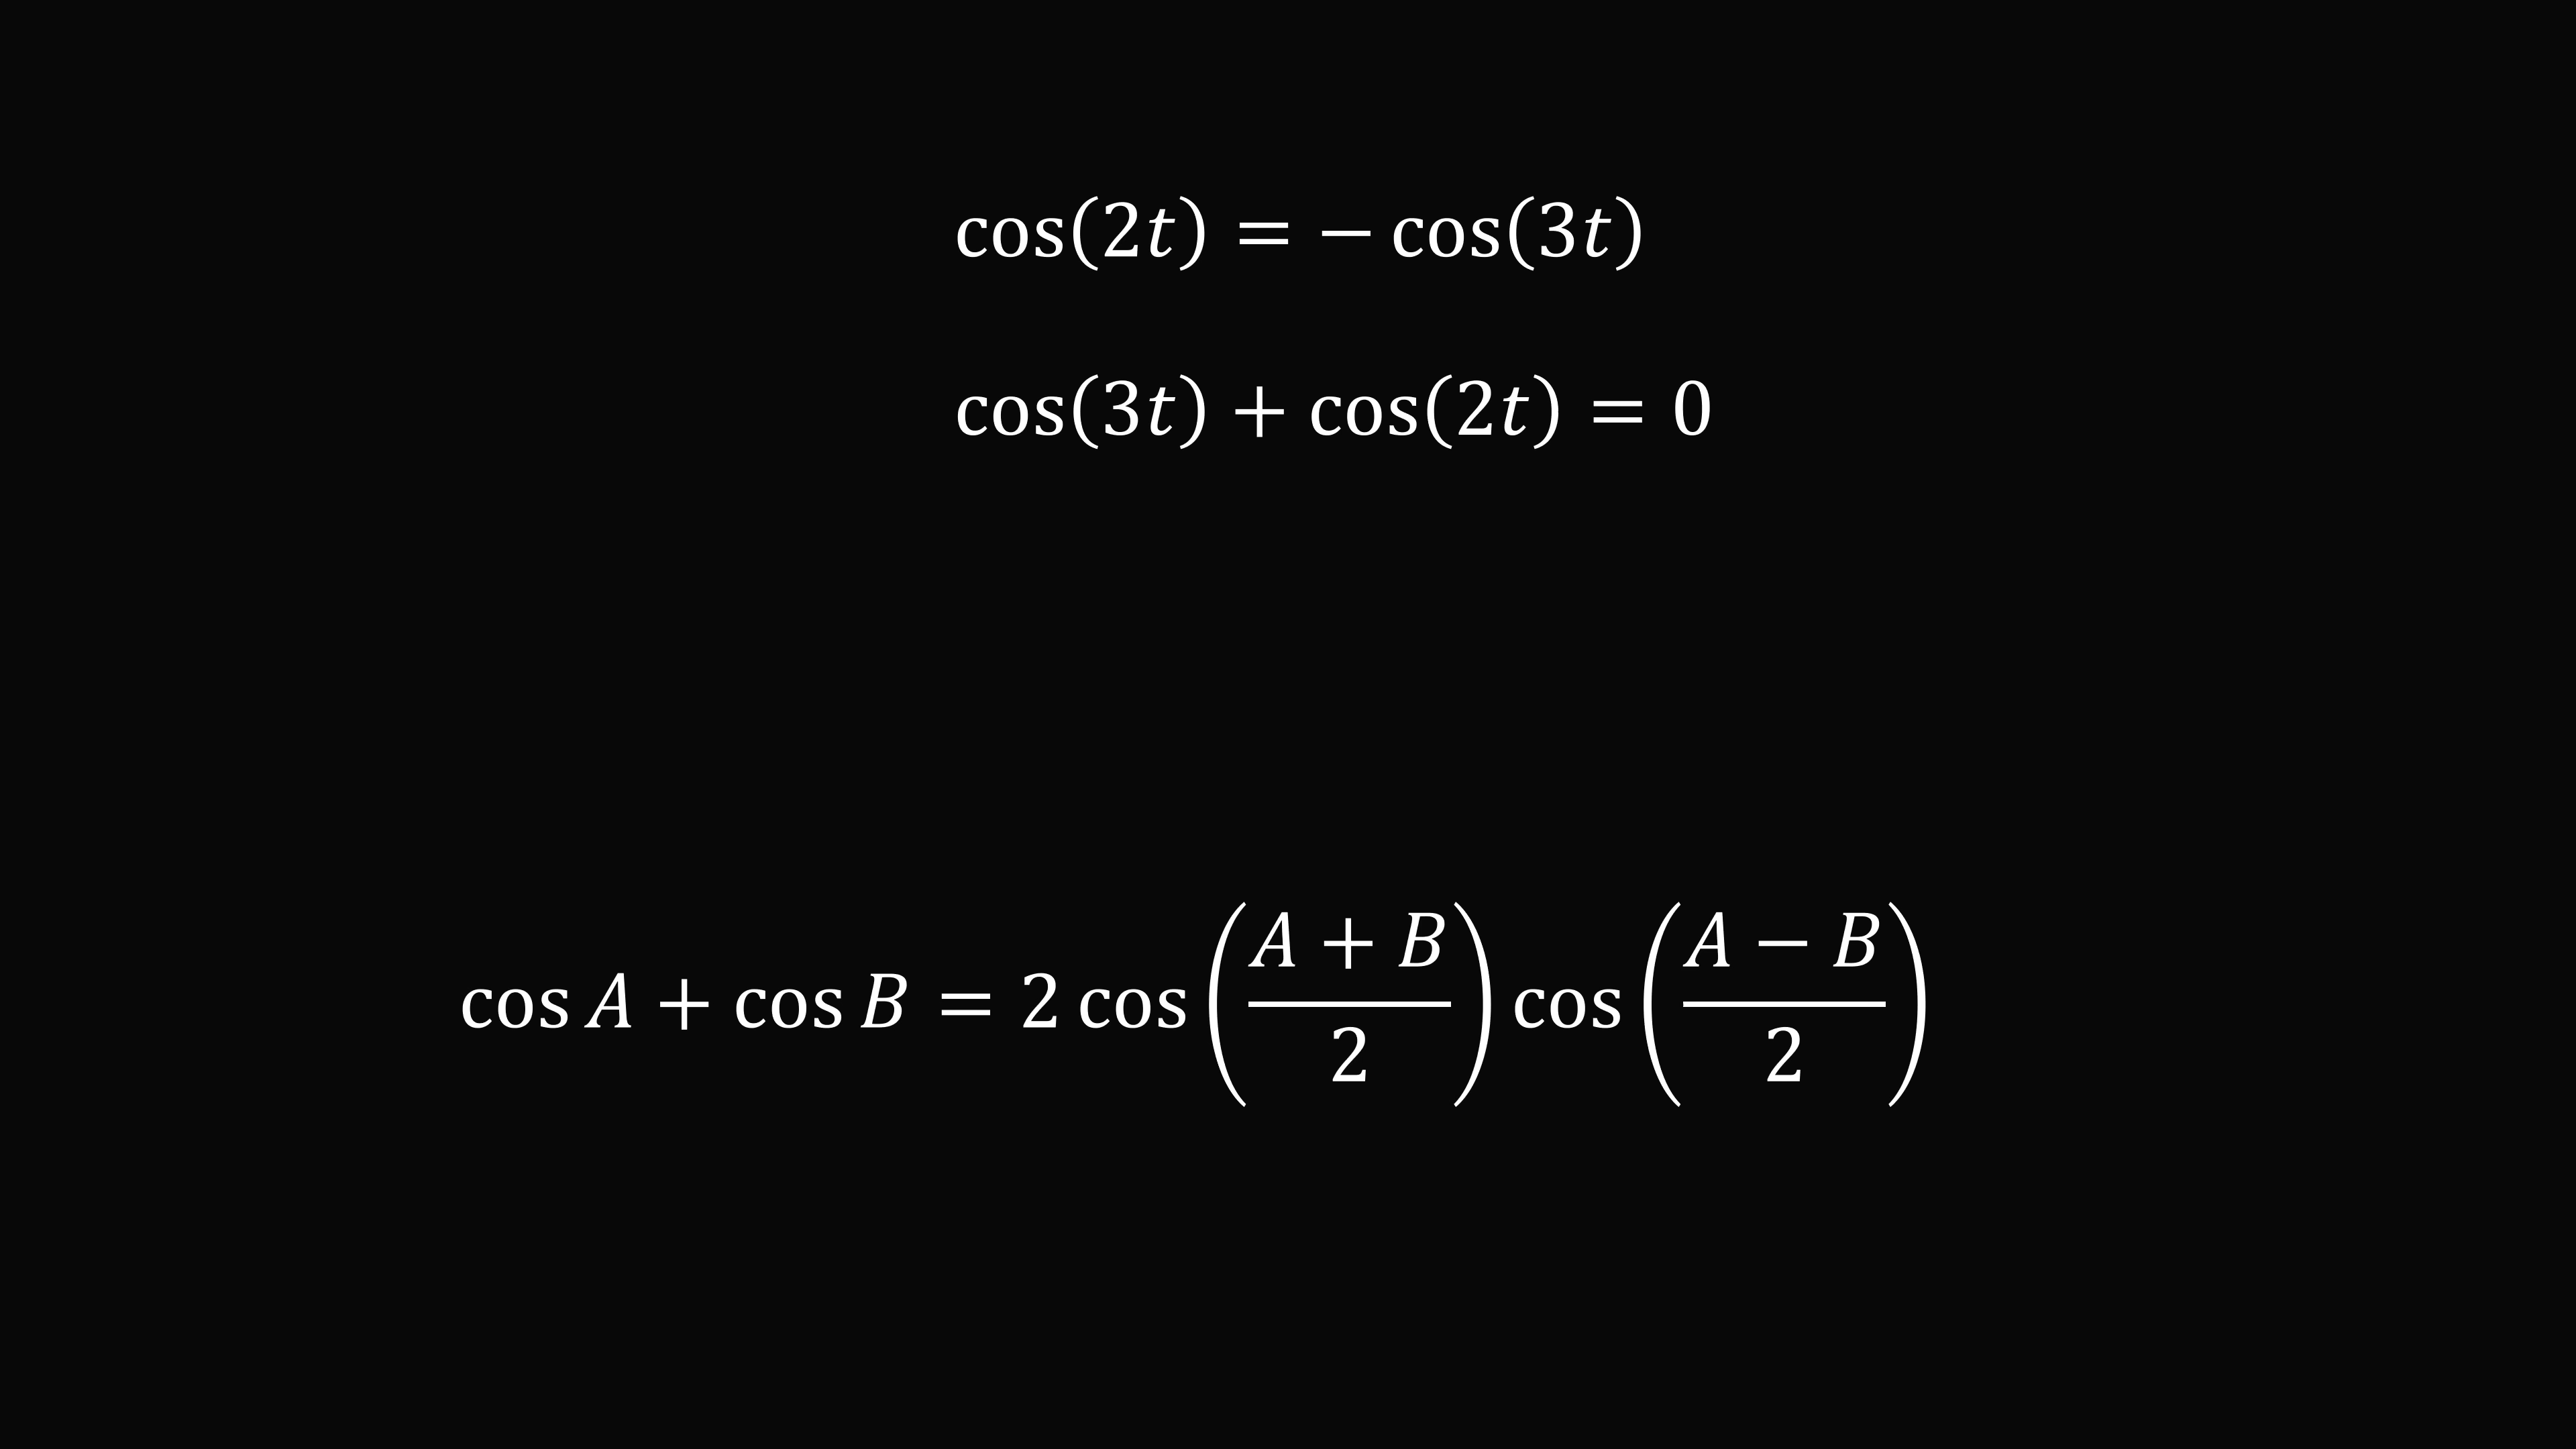 cos(2t) = − cos(3t)
cos(3t) + cos(2t) = 0
cos A + cos B = 2 cos((A + B)/2) cos((A − B)/2)